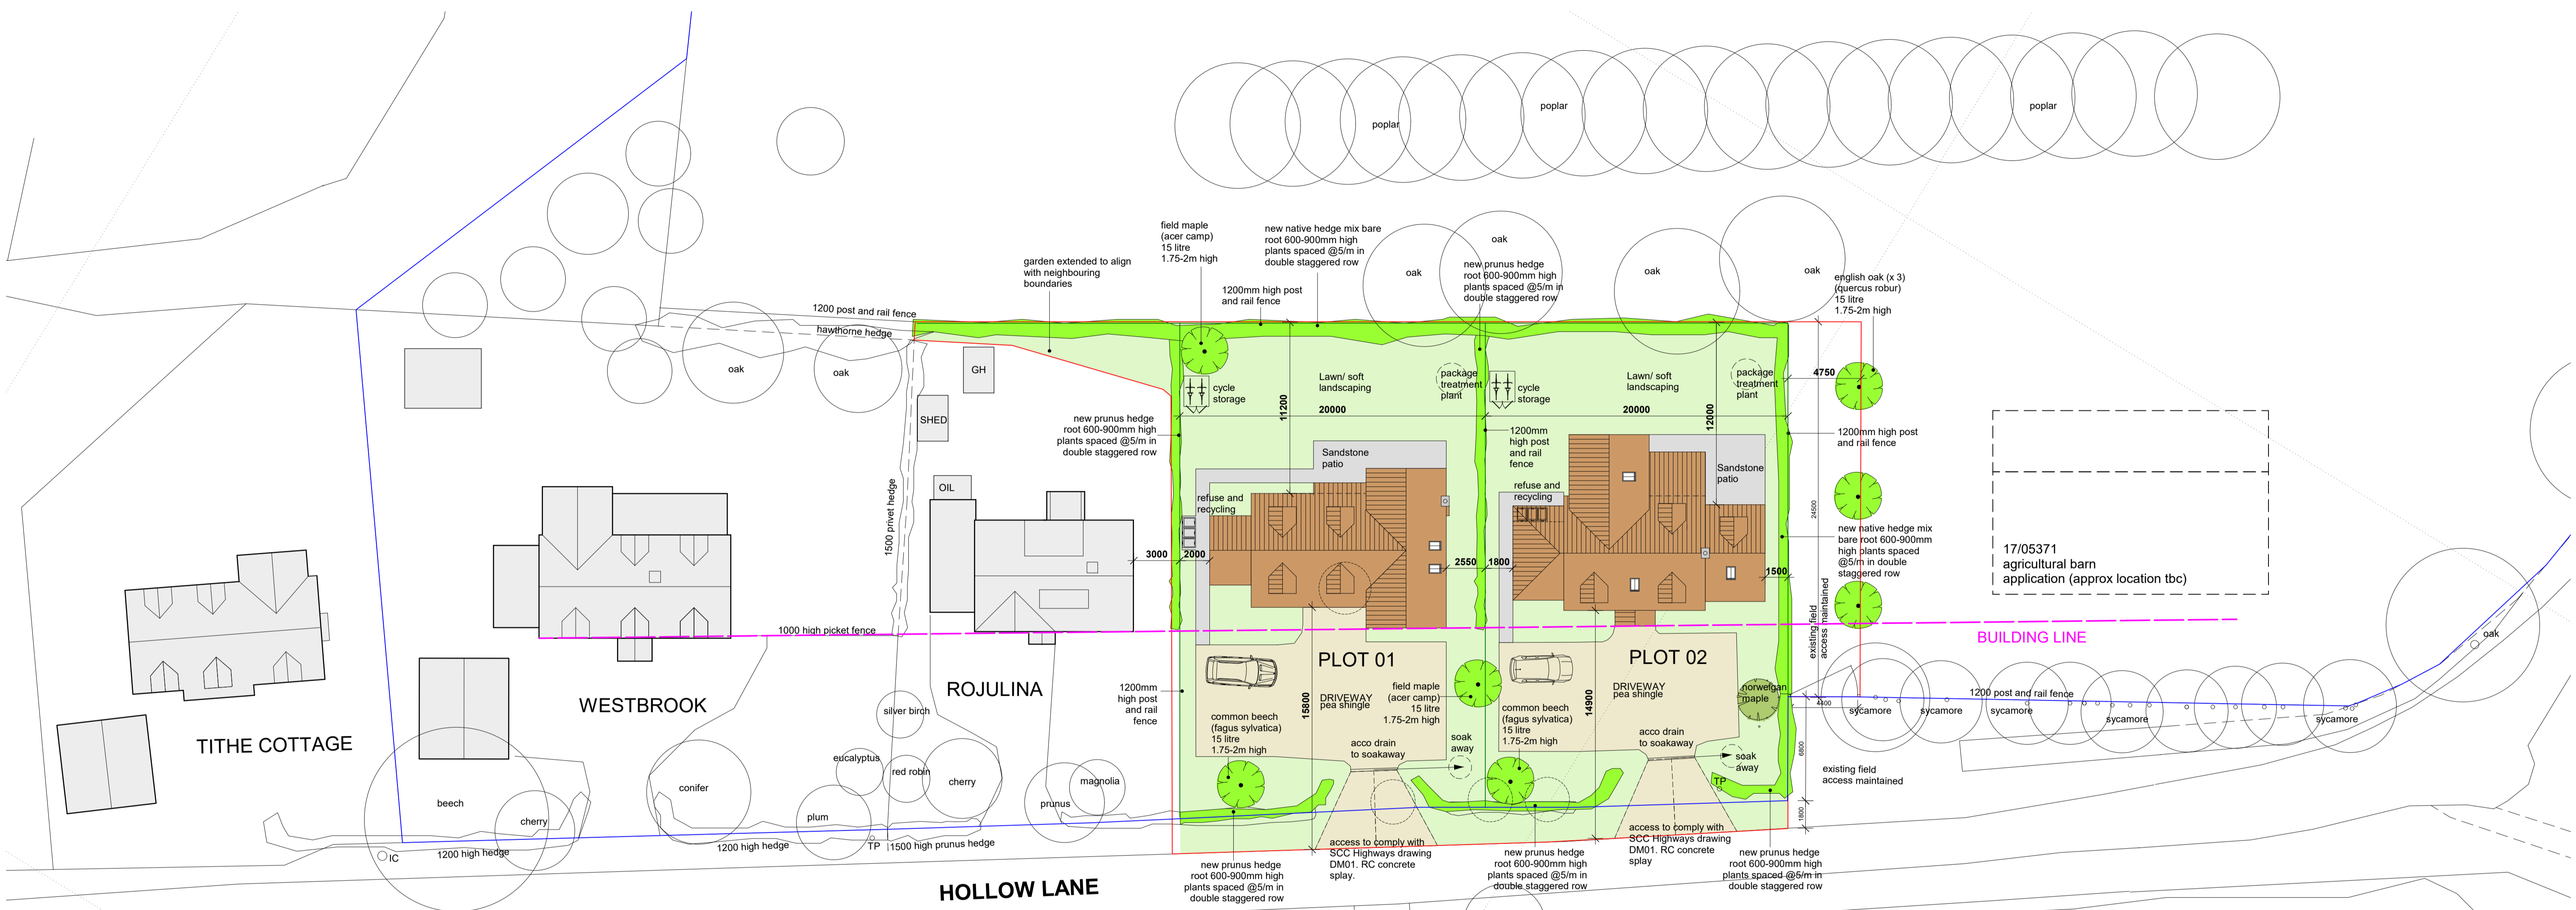 poplar
poplar
poplar
field maple
(acer camp)
15 litre
1.75-2m high
new native hedge mix bare
root 600-900mm high
plants spaced @5/m in
double staggered row
garden extended to align
with neighbouring
boundaries
1200mm high post
and rail fence
oak
oak
new prunus hedge
root 600-900mm high
plants spaced @5/m in
double staggered row
oak
oak
english oak (x 3)
(quercus robur)
15 litre
1.75-2m high
1200 post and rail fence
hawthorne hedge
oak
oak
GH
SHED
OIL
1500 privet hedge
cycle
storage
Lawn/ soft
landscaping
package
treatment
plant
cycle
storage
Lawn/ soft
landscaping
package
treatment
plant
4750
11200
20000
20000
12000
24500
new prunus hedge
root 600-900mm high
plants spaced @5/m in
double staggered row
1200mm
high post
and rail
fence
1200mm high post
and rail fence
Sandstone
patio
Sandstone
patio
refuse and
recycling
refuse and
recycling
3000
2000
2550
1800
1500
new native hedge mix
bare root 600-900mm
high plants spaced
@5/m in double
staggered row
17/05371
agricultural barn
application (approx location tbc)
existing field
access maintained
1000 high picket fence
BUILDING LINE
oak
PLOT 01
PLOT 02
WESTBROOK
ROJULINA
TITHE COTTAGE
1200mm
high post
and rail
fence
DRIVEWAY
pea shingle
15800
field maple
(acer camp)
15 litre
1.75-2m high
DRIVEWAY
pea shingle
14900
norweigan
maple
4400
1200 post and rail fence
sycamore
sycamore
sycamore
sycamore
sycamore
common beech
(fagus sylvatica)
15 litre
1.75-2m high
common beech
(fagus sylvatica)
15 litre
1.75-2m high
acco drain
to soakaway
soak
away
acco drain
to soakaway
soak
away
TP
6800
1800
existing field
access maintained
silver birch
eucalyptus
red robin
cherry
conifer
plum
prunus
magnolia
beech
cherry
IC
1200 high hedge
1200 high hedge
TP
1500 high prunus hedge
access to comply with
SCC Highways drawing
DM01. RC concrete
splay.
access to comply with
SCC Highways drawing
DM01. RC concrete
splay
new prunus hedge
root 600-900mm high
plants spaced @5/m in
double staggered row
new prunus hedge
root 600-900mm high
plants spaced @5/m in
double staggered row
new prunus hedge
root 600-900mm high
plants spaced @5/m in
double staggered row
HOLLOW LANE